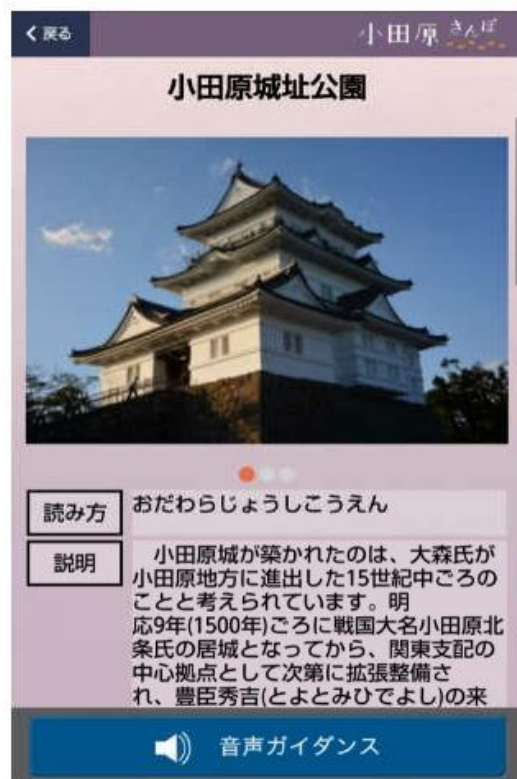 戻る
小田原さんぽ
小田原城址公園
読み方
おだわらじょうしこうえん
説明
小田原城が築かれたのは、大森氏が
小田原地方に進出した15世紀中ごろの
ことと考えられています。明
応9年(1500年)ごろに戦国大名小田原北
条氏の居城となってから、関東支配の
中心拠点として次第に拡張整備さ
れ、豊臣秀吉(とよとみひでよし)の来
音声ガイダンス